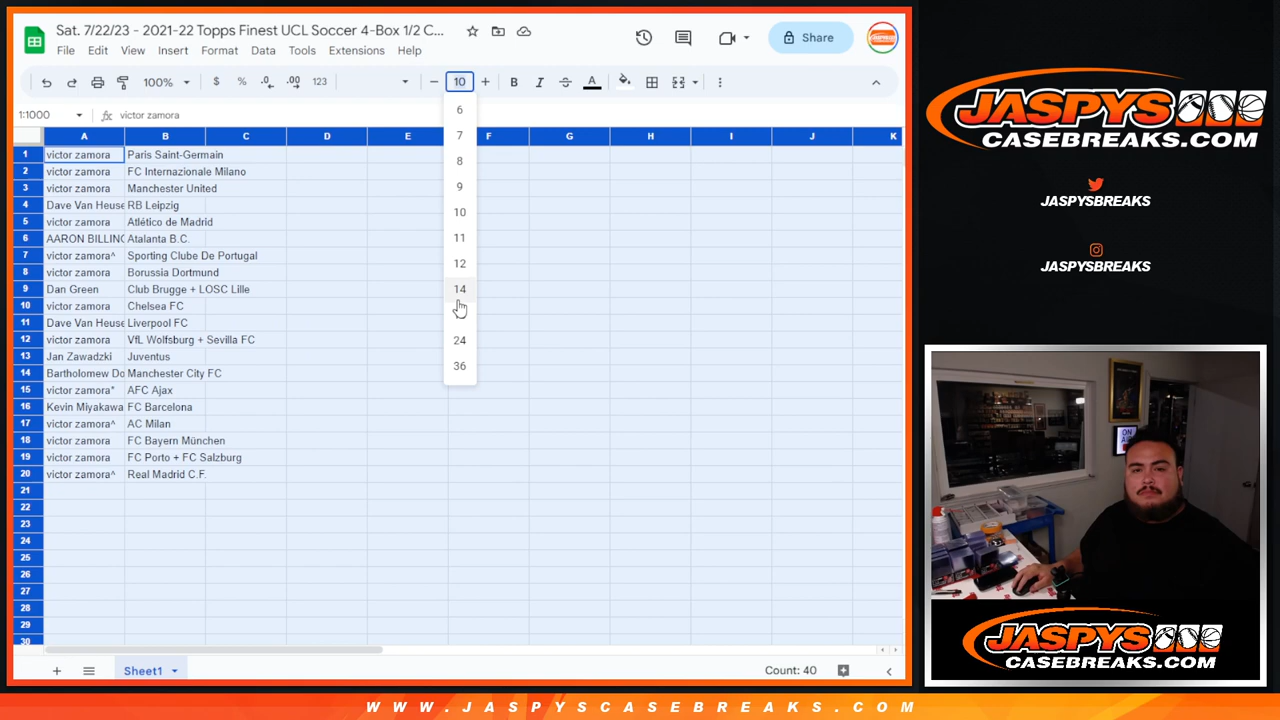 Sat. 7/22/23 - 2021-22 Topps Finest UCL Soccer 4-Box 1/2 C...
File Edit View Insert Format Data Tools Extensions Help
Share
100% $ % .0 .00 123 10 B I A
1:1000 fx victor zamora
A B C D E F G H I J K
1 victor zamora Paris Saint-Germain
2 victor zamora FC Internazionale Milano
3 victor zamora Manchester United
4 Dave Van Heuse RB Leipzig
5 victor zamora Atlético de Madrid
6 AARON BILLING Atalanta B.C.
7 victor zamora^ Sporting Clube De Portugal
8 victor zamora Borussia Dortmund
9 Dan Green Club Brugge + LOSC Lille
10 victor zamora Chelsea FC
11 Dave Van Heuse Liverpool FC
12 victor zamora VfL Wolfsburg + Sevilla FC
13 Jan Zawadzki Juventus
14 Bartholomew Do Manchester City FC
15 victor zamora* AFC Ajax
16 Kevin Miyakawa FC Barcelona
17 victor zamora^ AC Milan
18 victor zamora FC Bayern München
19 victor zamora FC Porto + FC Salzburg
20 victor zamora^ Real Madrid C.F.
21
22
23
24
25
26
27
28
29
30
6
7
8
9
10
11
12
14
24
36
Sheet1
Count: 40
JASPYS
CASEBREAKS.COM
JASPYSBREAKS
JASPYSBREAKS
ON
AIR
JASPYS
CASEBREAKS.COM
WWW.JASPYSCASEBREAKS.COM